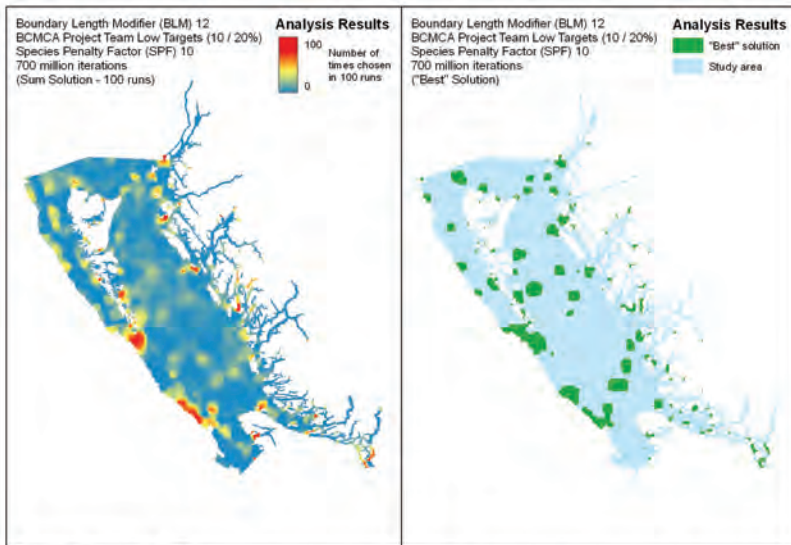 Boundary Length Modifier (BLM) 12
BCMCA Project Team Low Targets (10 / 20%)
Species Penalty Factor (SPF) 10
700 million iterations
(Sum Solution - 100 runs)
Analysis Results
100
0
Number of
times chosen
in 100 runs
Boundary Length Modifier (BLM) 12
BCMCA Project Team Low Targets (10 / 20%)
Species Penalty Factor (SPF) 10
700 million iterations
("Best" Solution)
Analysis Results
"Best" solution
Study area